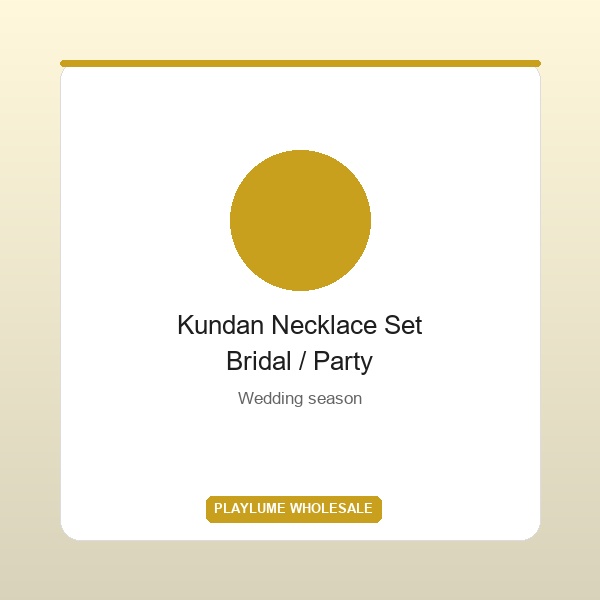 Kundan Necklace Set
Bridal / Party
Wedding season
PLAYLUME WHOLESALE